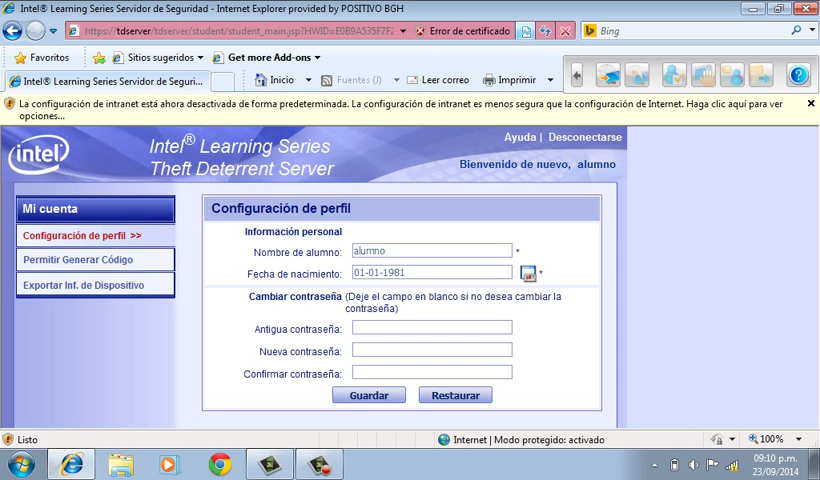 Intel® Learning Series Servidor de Seguridad - Internet Explorer provided by POSITIVO BGH
https://tdserver/tdserver/student/student_main.jsp?HWID=E0B9A535F7F2
Error de certificado
Bing
Favoritos
Sitios sugeridos
Get more Add-ons
Intel® Learning Series Servidor de Seguri...
Inicio
Fuentes (J)
Leer correo
Imprimir
La configuración de intranet está ahora desactivada de forma predeterminada. La configuración de intranet es menos segura que la configuración de Internet. Haga clic aquí para ver
opciones...
intel
Intel® Learning Series
Theft Deterrent Server
Ayuda | Desconectarse
Bienvenido de nuevo, alumno
Mi cuenta
Configuración de perfil >>
Permitir Generar Código
Exportar Inf. de Dispositivo
Configuración de perfil
Información personal
Nombre de alumno: alumno *
Fecha de nacimiento: 01-01-1981 *
Cambiar contraseña (Deje el campo en blanco si no desea cambiar la
contraseña)
Antigua contraseña:
Nueva contraseña:
Confirmar contraseña:
Guardar
Restaurar
Listo
Internet | Modo protegido: activado
100%
09:10 p.m.
23/09/2014